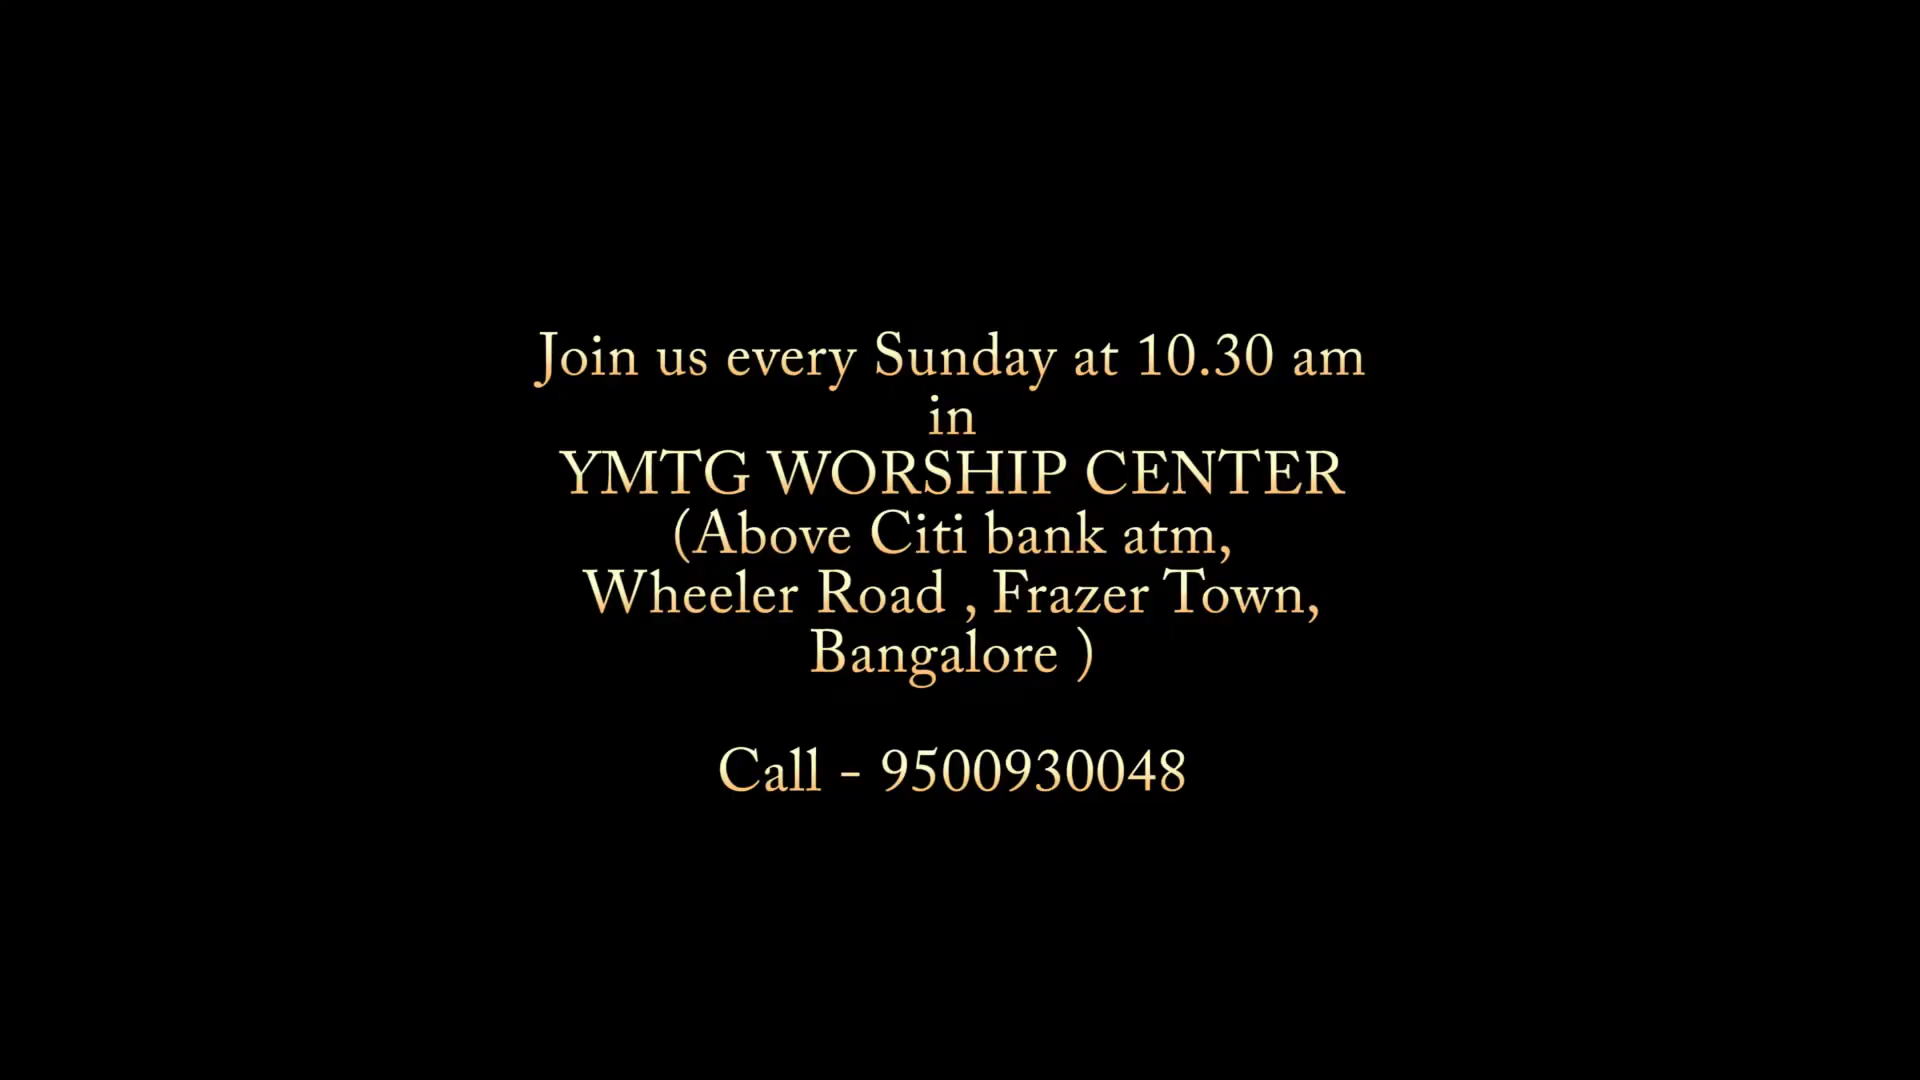 Join us every Sunday at 10.30 am
in
YMTG WORSHIP CENTER
(Above Citi bank atm,
Wheeler Road , Frazer Town,
Bangalore )
Call - 9500930048